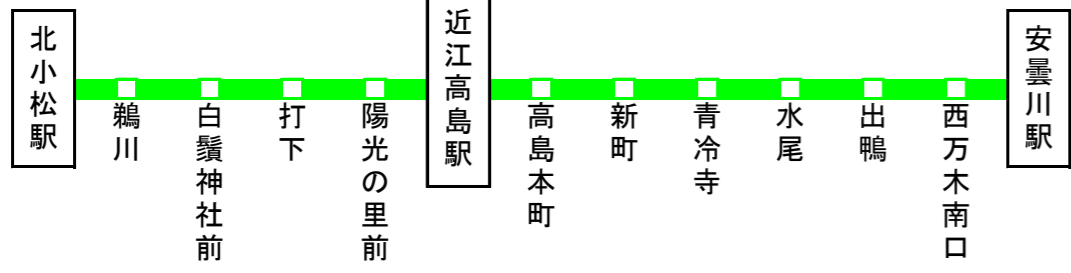 北小松駅
鵜川
白鬚神社前
打下
陽光の里前
近江高島駅
高島本町
新町
青冷寺
水尾
出鴨
西万木南口
安曇川駅